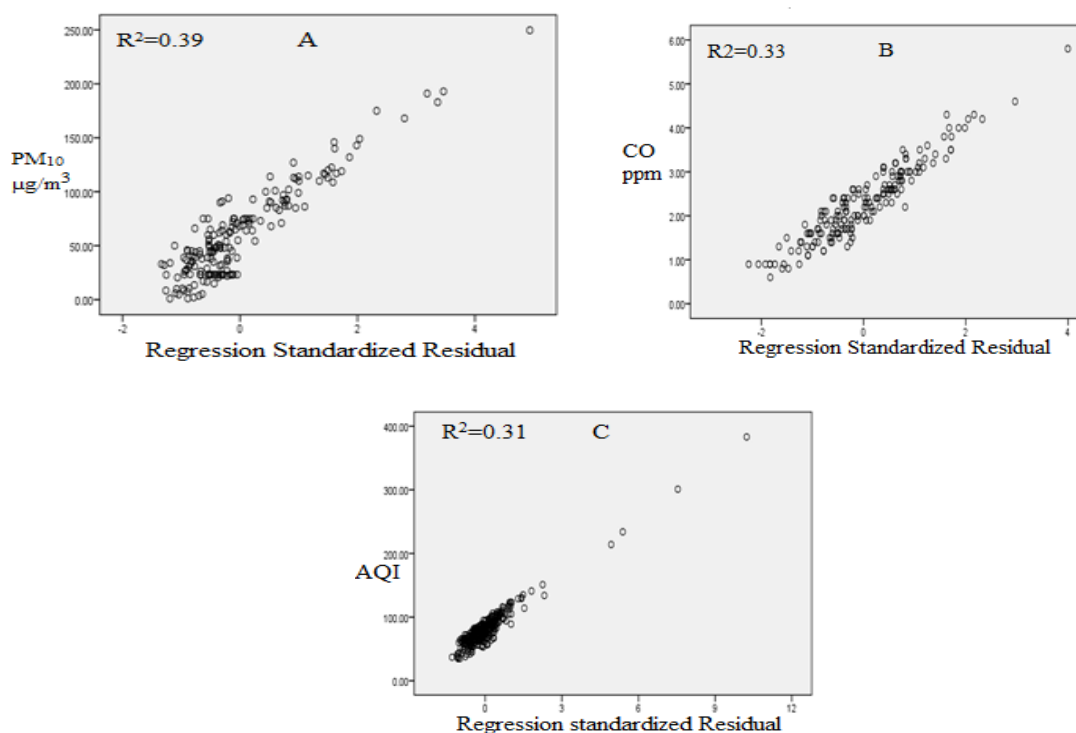 R²=0.39 A
250.00
200.00
150.00
100.00
50.00
00.00
PM₁₀
µg/m³
-2 0 2 4
Regression Standardized Residual
R2=0.33 B
6.00
5.00
4.00
3.00
2.00
1.00
0.00
CO
ppm
-2 0 2 4
Regression Standardized Residual
R²=0.31 C
400.00
300.00
200.00
100.00
0.00
AQI
0 3 6 9 12
Regression standardized Residual